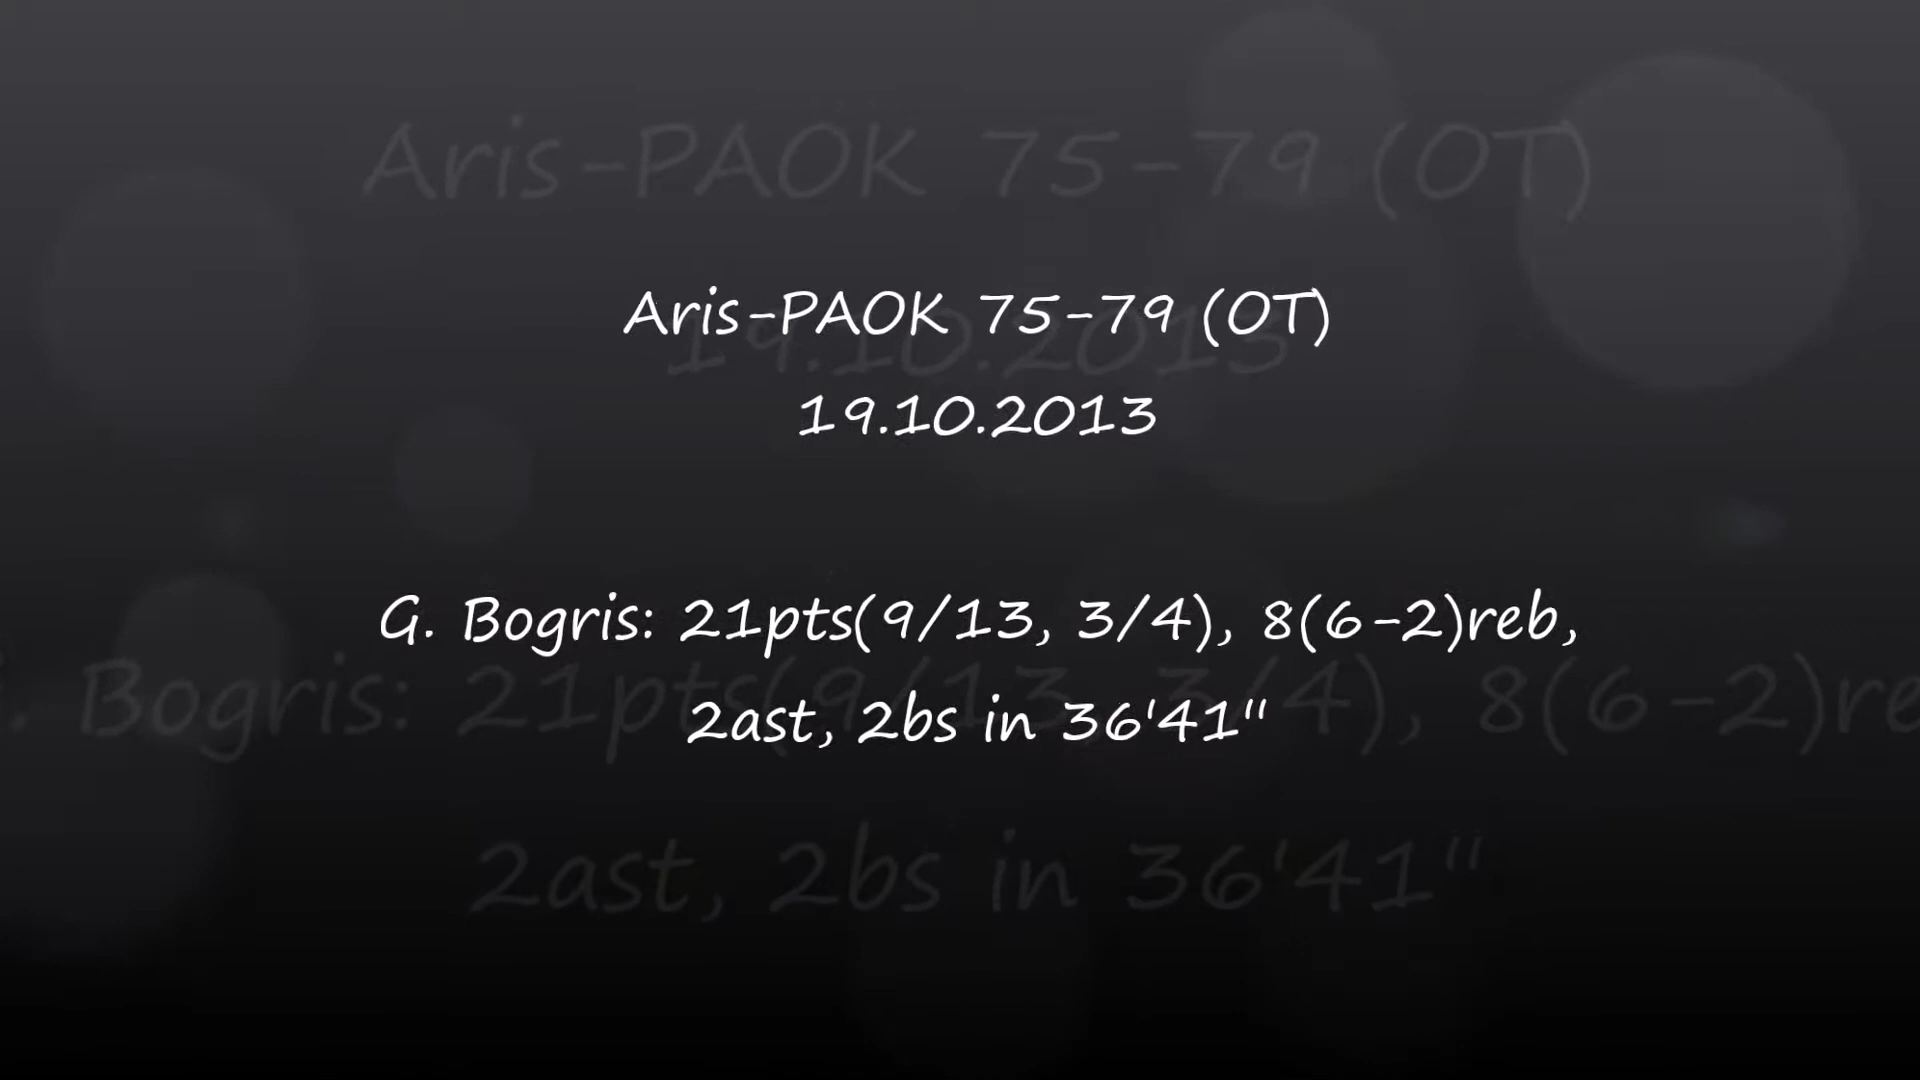 Aris-PAOK 75-79 (OT)
19.10.2013
G. Bogris: 21pts(9/13, 3/4), 8(6-2)reb,
2ast, 2bs in 36'41"